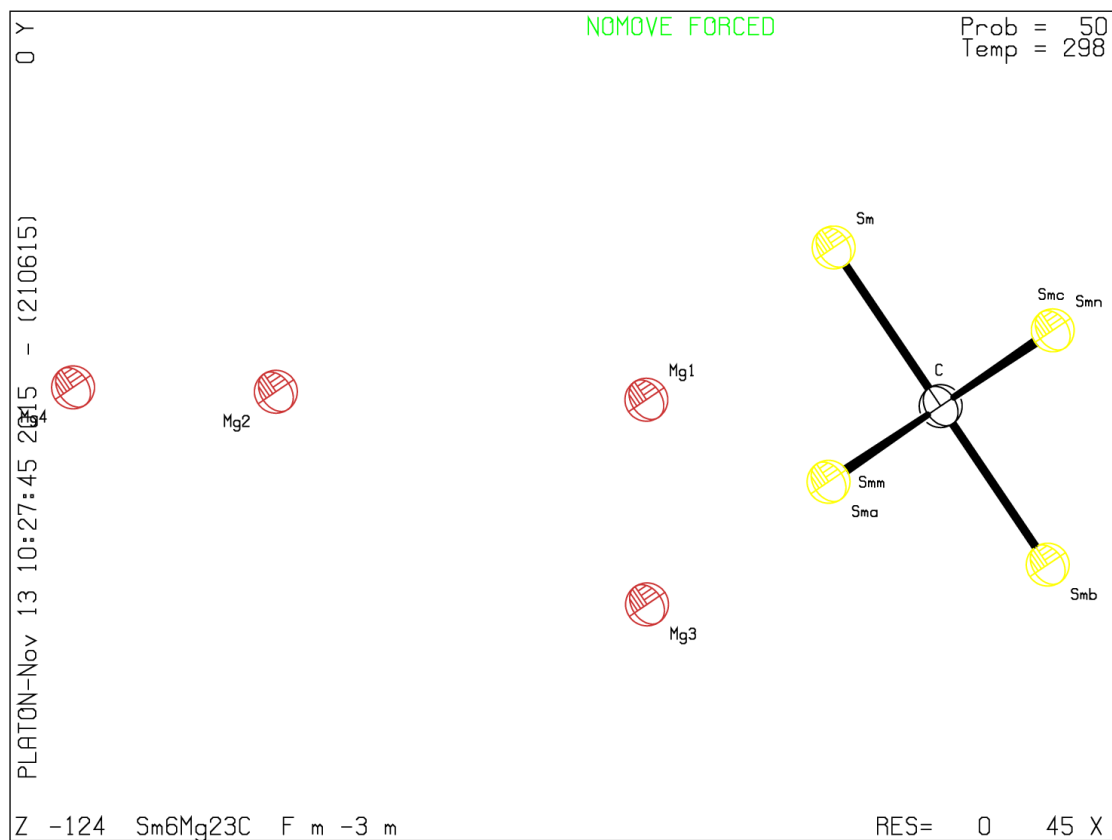 NOMOVE FORCED
Prob = 50
Temp = 298
O Y
PLATON-Nov 13 10:27:45 2015 - (210615)
Sm
Smc Smn
C
Mg1
Mg4
Mg2
Smm
Sma
Smb
Mg3
Z -124 Sm6Mg23C F m -3 m
RES= 0 45 X